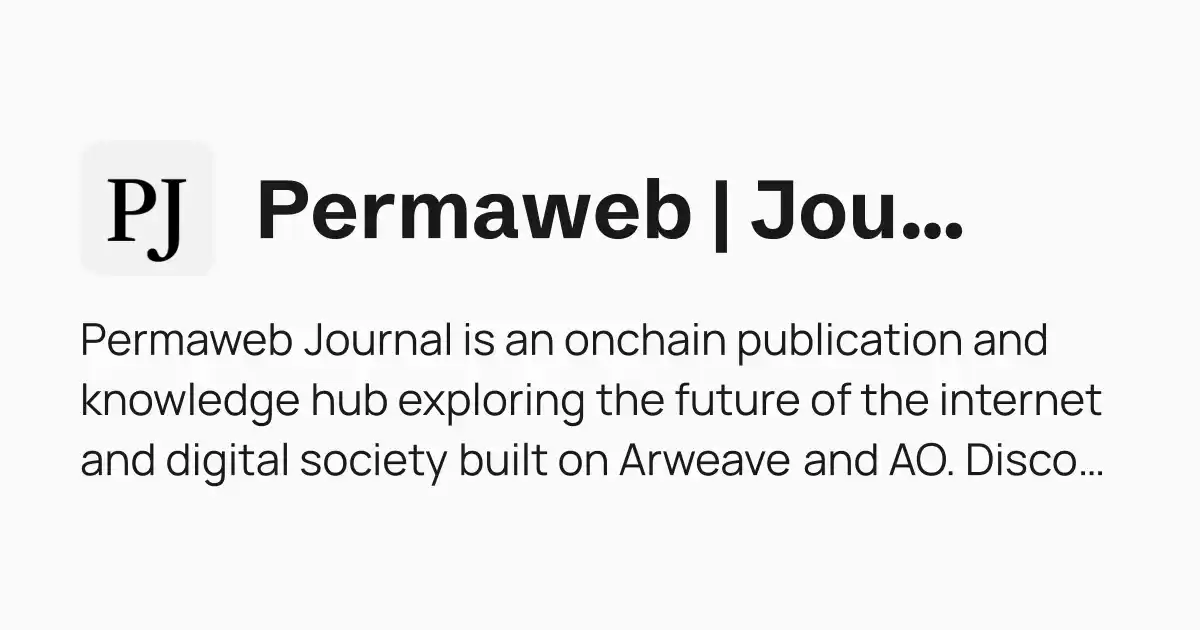 PJ
Permaweb | Jou...
Permaweb Journal is an onchain publication and
knowledge hub exploring the future of the internet
and digital society built on Arweave and AO. Disco...